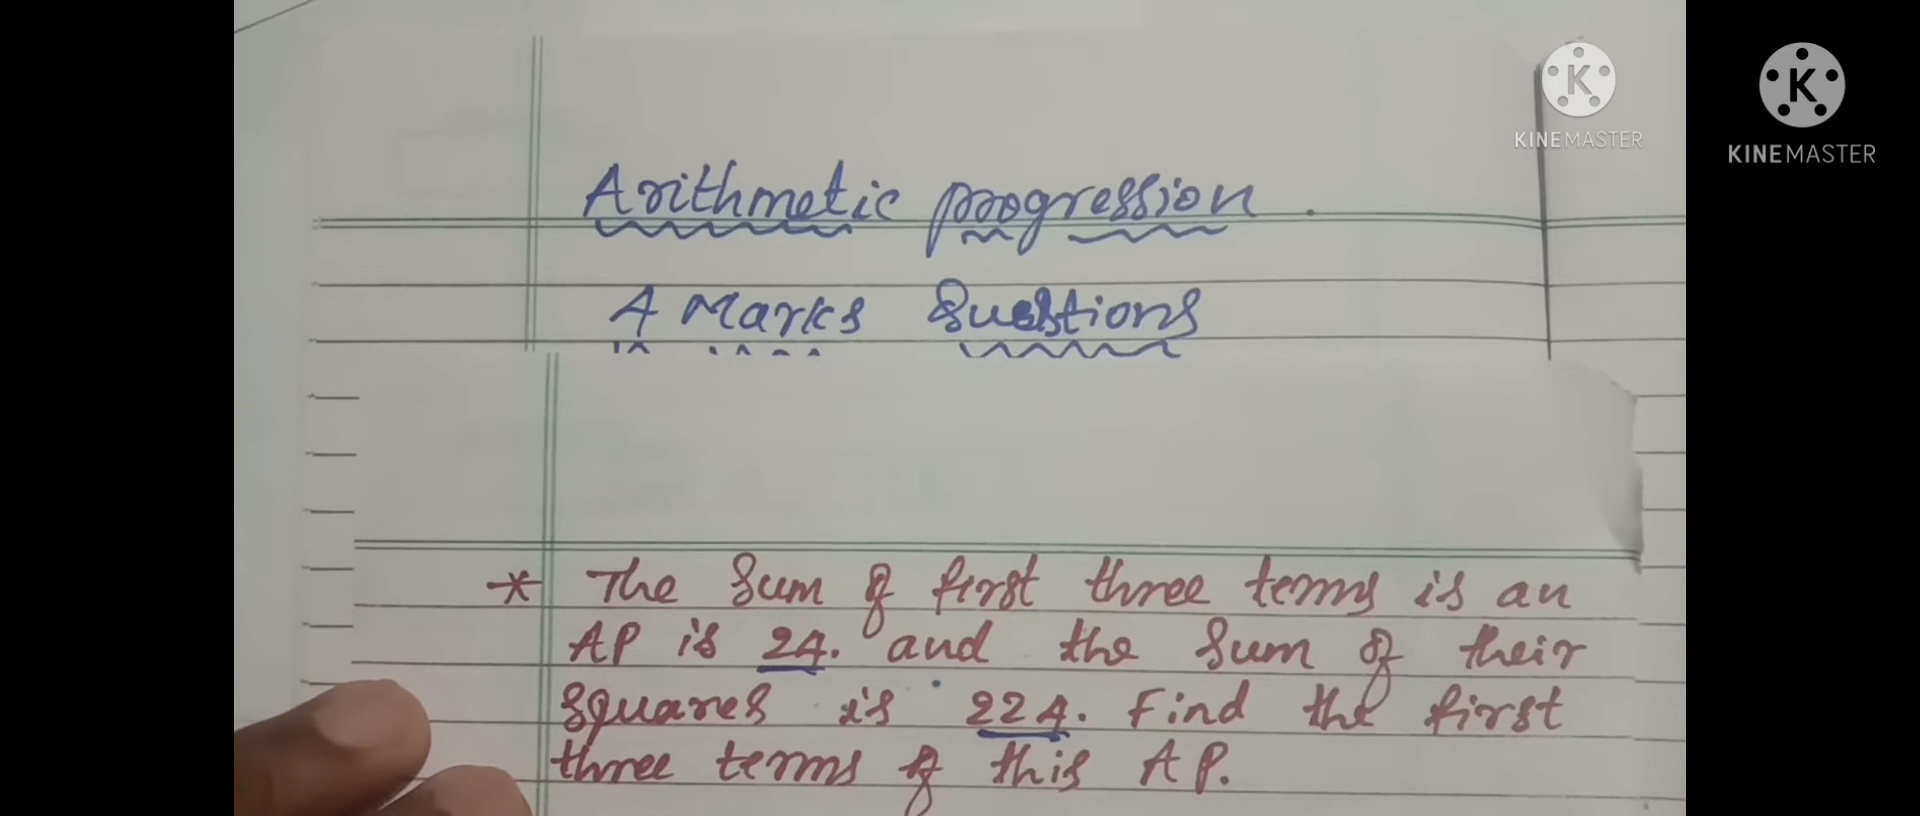 KINEMASTER
KINEMASTER
Arithmetic progression.
4 Marks Questions
* The Sum of first three terms is an
AP is 24. and the Sum of their
squares is 224. Find the first
three terms of this AP.